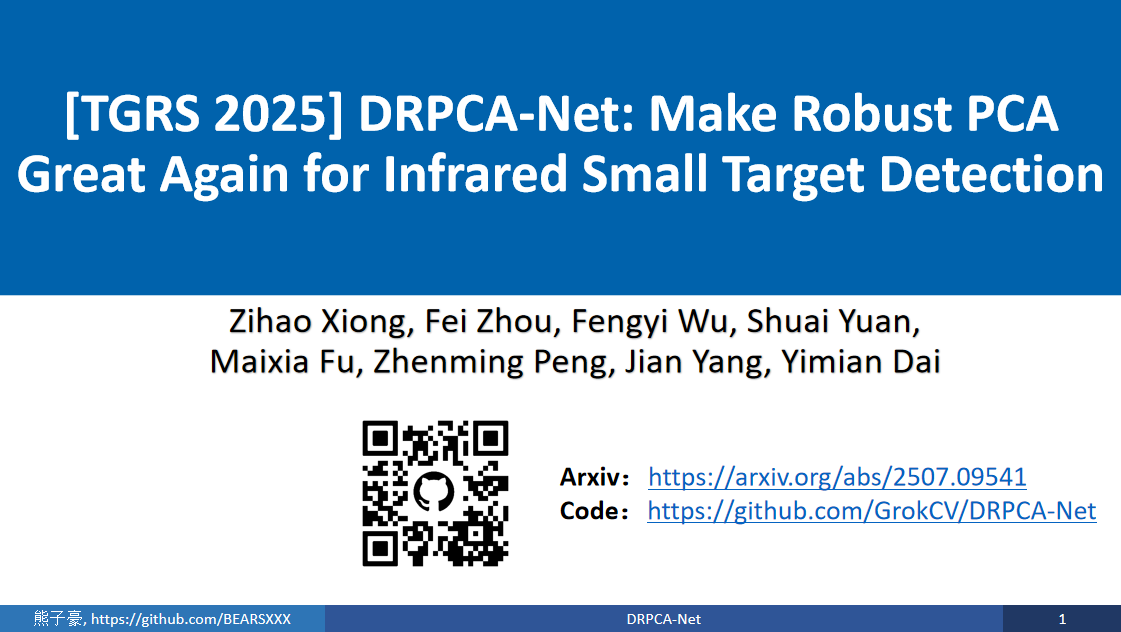 [TGRS 2025] DRPCA-Net: Make Robust PCA
Great Again for Infrared Small Target Detection
Zihao Xiong, Fei Zhou, Fengyi Wu, Shuai Yuan,
Maixia Fu, Zhenming Peng, Jian Yang, Yimian Dai
Arxiv： https://arxiv.org/abs/2507.09541
Code： https://github.com/GrokCV/DRPCA-Net
熊子豪, https://github.com/BEARSXXX
DRPCA-Net
1